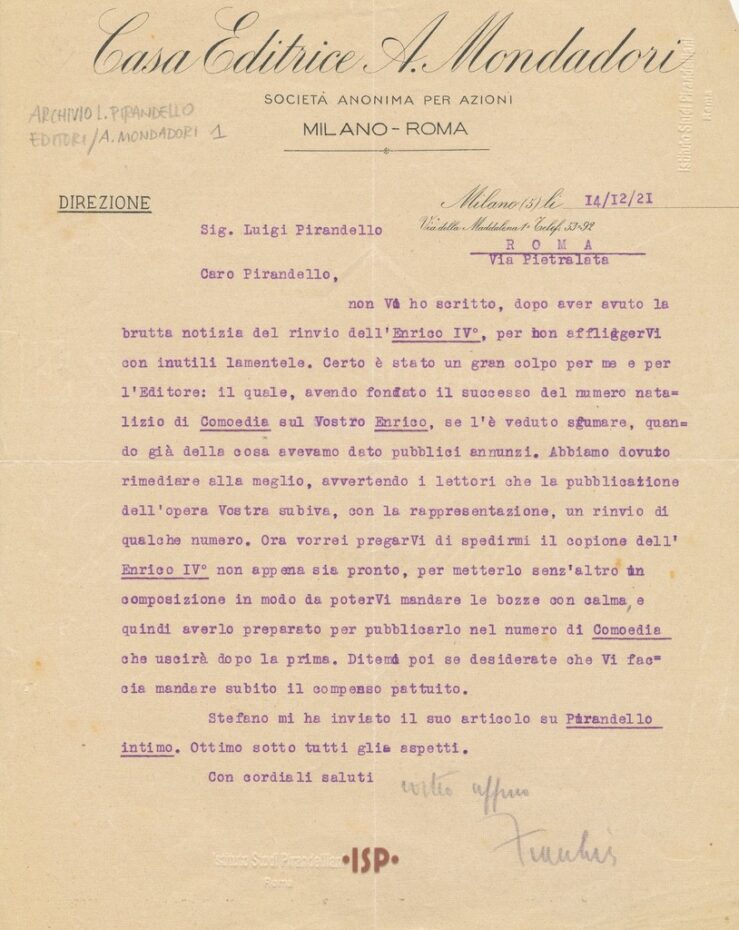 Casa Editrice A. Mondadori
SOCIETÀ ANONIMA PER AZIONI
MILANO - ROMA
ARCHIVIO L. PIRANDELLO
EDITORI/A. MONDADORI 1
Istituto Studi Pirandelliani
Roma
DIREZIONE
Milano (5) li 14/12/21
Via della Maddalena 1 Telef. 53-92
Sig. Luigi Pirandello
R O M A
Via Pietralata
Caro Pirandello,
non Vi ho scritto, dopo aver avuto la
brutta notizia del rinvio dell'Enrico IV°, per non affliggerVi
con inutili lamentele. Certo è stato un gran colpo per me e per
l'Editore: il quale, avendo fondato il successo del numero nata=
lizio di Comoedia sul Vostro Enrico, se l'è veduto sfumare, quan=
do già della cosa avevamo dato pubblici annunzi. Abbiamo dovuto
rimediare alla meglio, avvertendo i lettori che la pubblicazione
dell'opera Vostra subiva, con la rappresentazione, un rinvio di
qualche numero. Ora vorrei pregarVi di spedirmi il copione dell'
Enrico IV° non appena sia pronto, per metterlo senz'altro in
composizione in modo da poterVi mandare le bozze con calma e
quindi averlo preparato per pubblicarlo nel numero di Comoedia
che uscirà dopo la prima. Ditemi poi se desiderate che Vi fac=
cia mandare subito il compenso pattuito.
Stefano mi ha inviato il suo articolo su Pirandello
intimo. Ottimo sotto tutti gli aspetti.
Con cordiali saluti
Istituto Studi Pirandelliani
Roma
•ISP•